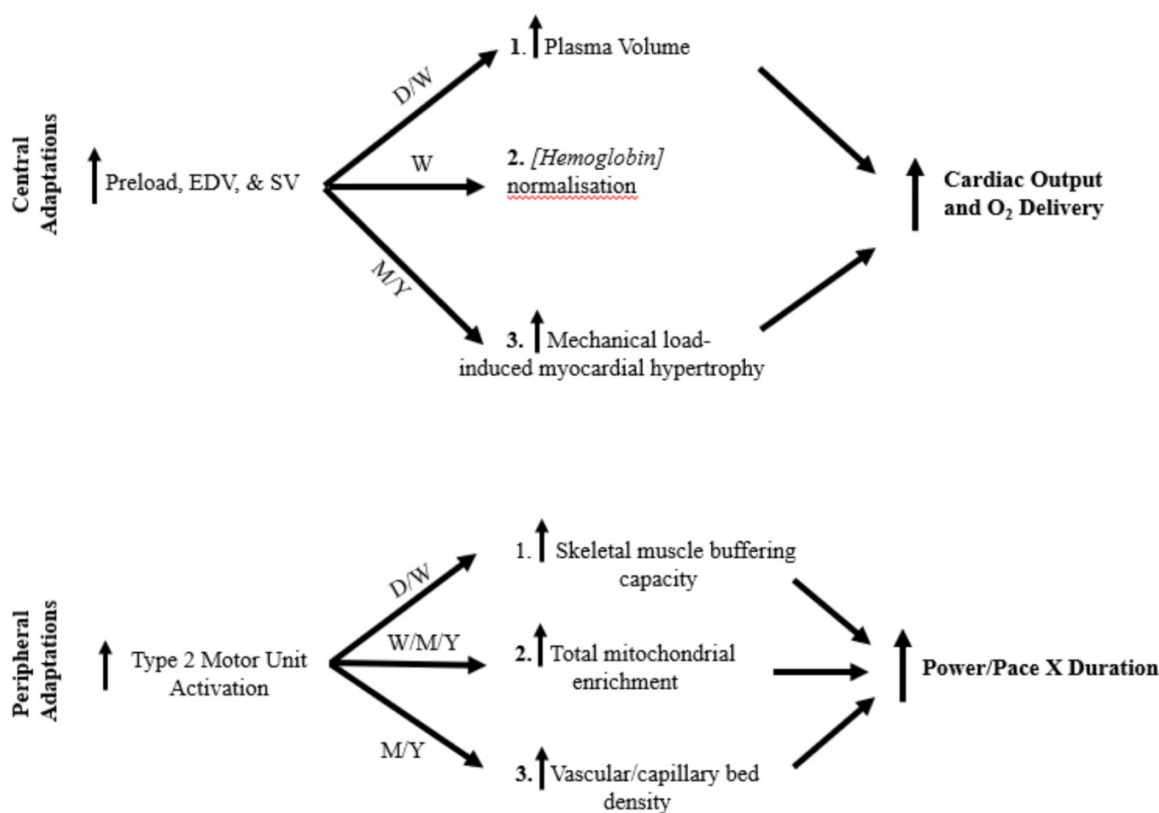 Central
Adaptations
Preload, EDV, & SV
D/W
W
M/Y
1. Plasma Volume
2. [Hemoglobin]
normalisation
3. Mechanical load-
induced myocardial hypertrophy
Cardiac Output
and O₂ Delivery
Peripheral
Adaptations
Type 2 Motor Unit
Activation
D/W
W/M/Y
M/Y
1. Skeletal muscle buffering
capacity
2. Total mitochondrial
enrichment
3. Vascular/capillary bed
density
Power/Pace X Duration